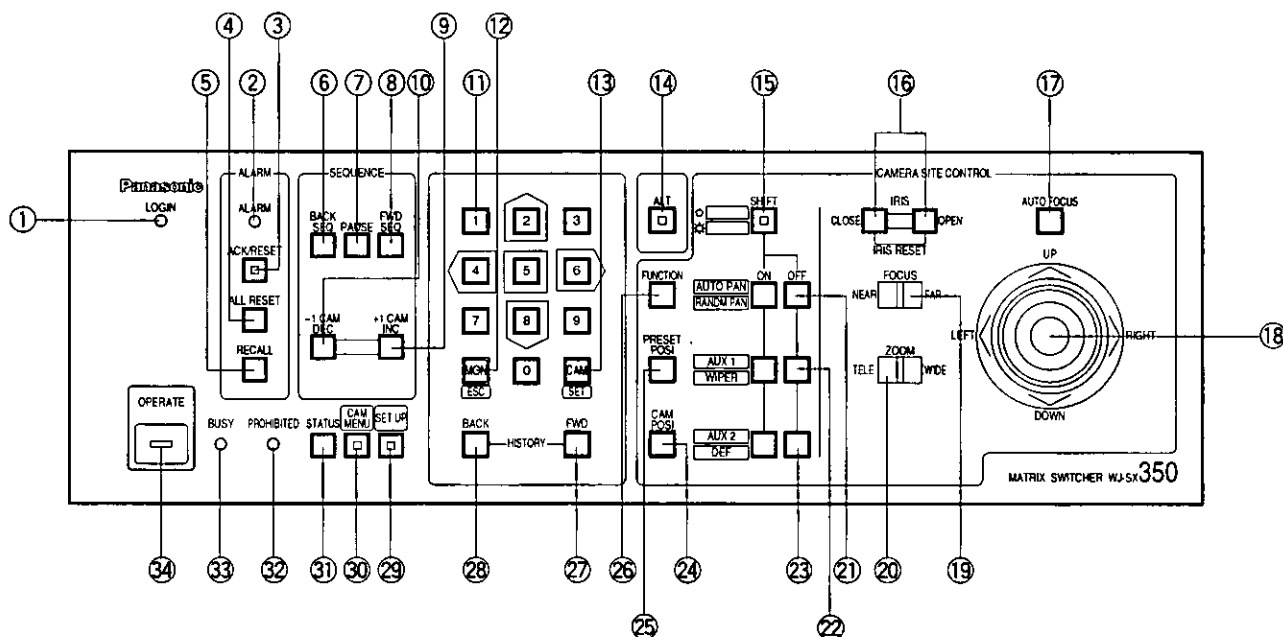 ④ ② ③ ⑨ ⑫
⑤ ⑥ ⑦ ⑧ ⑩ ⑪ ⑬ ⑭ ⑮ ⑯ ⑰
Panasonic
① LOGIN
ALARM
ALARM
ACK/RESET
ALL RESET
RECALL
SEQUENCE
BACK SEQ
PAUSE
FWD SEQ
-1 CAM DEC
+1 CAM INC
1 2 3
4 5 6
7 8 9
MON 0 CAM
ESC SET
BACK HISTORY FWD
ALT
CAMERA SITE CONTROL
SHIFT
ON OFF
FUNCTION
AUTO PAN
RANDM PAN
PRESET POSI
AUX 1
WIPER
CAM POSI
AUX 2
DEF
IRIS
CLOSE OPEN
IRIS RESET
FOCUS
NEAR FAR
ZOOM
TELE WIDE
AUTO FOCUS
UP
LEFT RIGHT ⑱
DOWN
OPERATE
BUSY
PROHIBITED
STATUS
CAM MENU
SET UP
MATRIX SWITCHER WJ-SX350
㉞ ㉝ ㉜ ㉛ ㉚ ㉙ ㉘ ㉗ ㉖ ㉔ ㉓ ㉑ ⑳ ⑲
㉕ ㉒